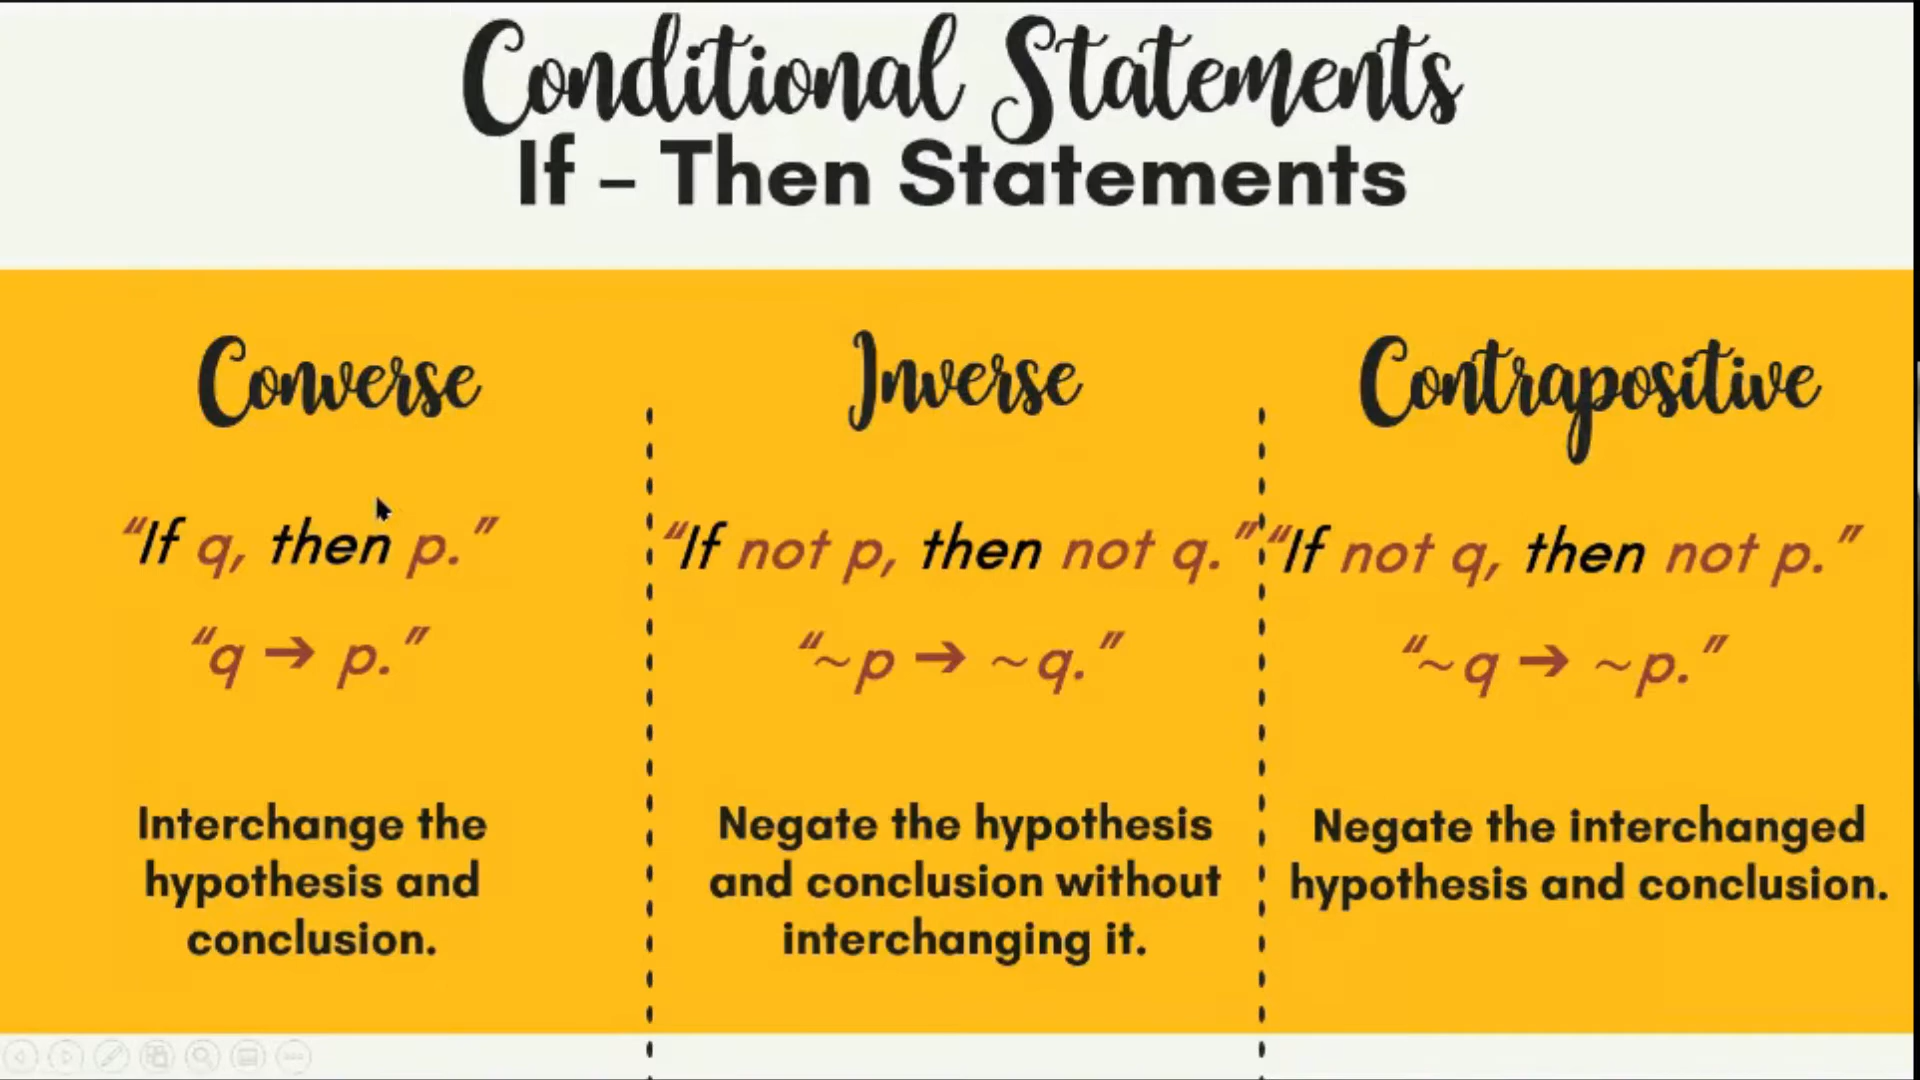 Conditional Statements
If – Then Statements
Converse
"If q, then p."
"q ➔ p."
Interchange the
hypothesis and
conclusion.
Inverse
"If not p, then not q."
"~p ➔ ~q."
Negate the hypothesis
and conclusion without
interchanging it.
Contrapositive
"If not q, then not p."
"~q ➔ ~p."
Negate the interchanged
hypothesis and conclusion.